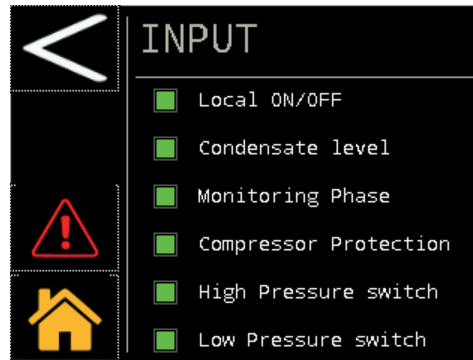 INPUT
Local ON/OFF
Condensate level
Monitoring Phase
Compressor Protection
High Pressure switch
Low Pressure switch